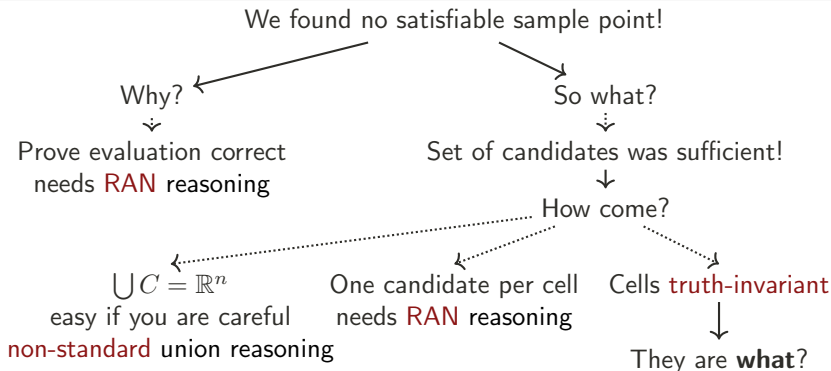 We found no satisfiable sample point!
Why?
So what?
Prove evaluation correct
needs RAN reasoning
Set of candidates was sufficient!
How come?
⋃ C = ℝⁿ
easy if you are careful
non-standard union reasoning
One candidate per cell
needs RAN reasoning
Cells truth-invariant
They are what?